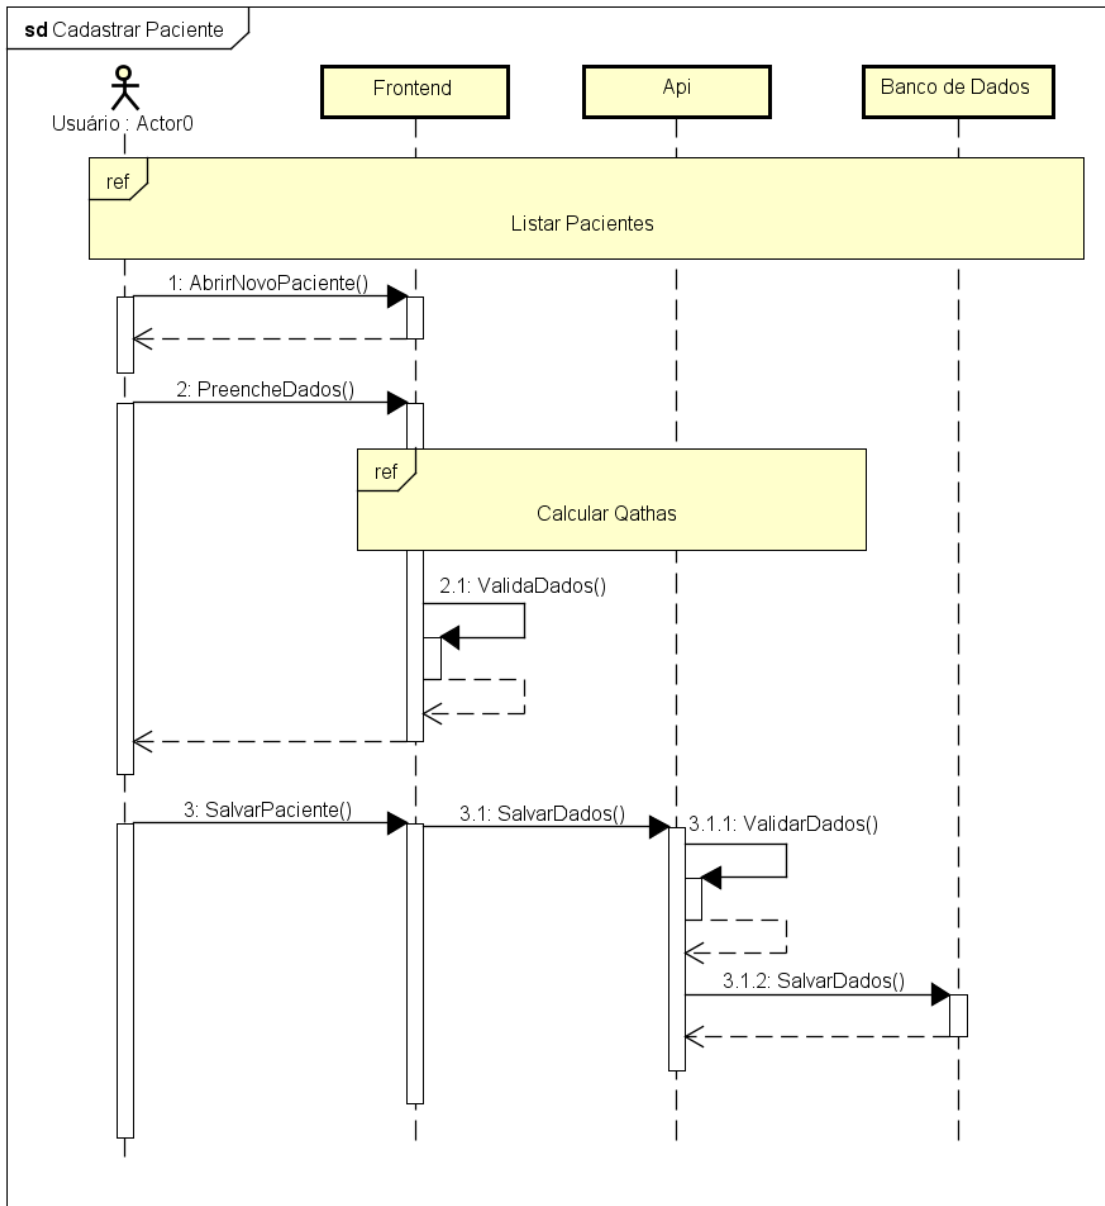 sd Cadastrar Paciente
Usuário : Actor0
Frontend
Api
Banco de Dados
ref
Listar Pacientes
1: AbrirNovoPaciente()
2: PreencheDados()
ref
Calcular Qathas
2.1: ValidaDados()
3: SalvarPaciente()
3.1: SalvarDados()
3.1.1: ValidarDados()
3.1.2: SalvarDados()